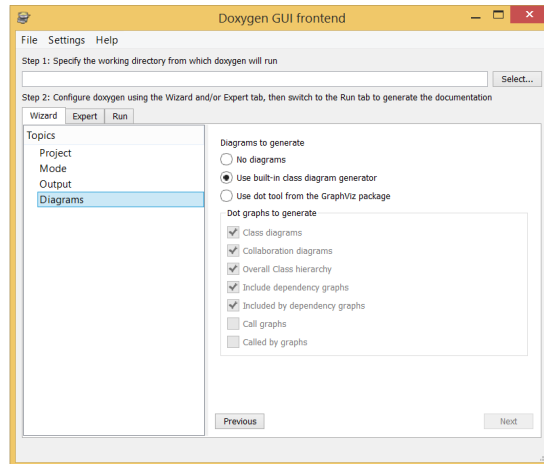 Doxygen GUI frontend
File Settings Help
Step 1: Specify the working directory from which doxygen will run
Select...
Step 2: Configure doxygen using the Wizard and/or Expert tab, then switch to the Run tab to generate the documentation
Wizard Expert Run
Topics
Project
Mode
Output
Diagrams
Diagrams to generate
No diagrams
Use built-in class diagram generator
Use dot tool from the GraphViz package
Dot graphs to generate
Class diagrams
Collaboration diagrams
Overall Class hierarchy
Include dependency graphs
Included by dependency graphs
Call graphs
Called by graphs
Previous Next